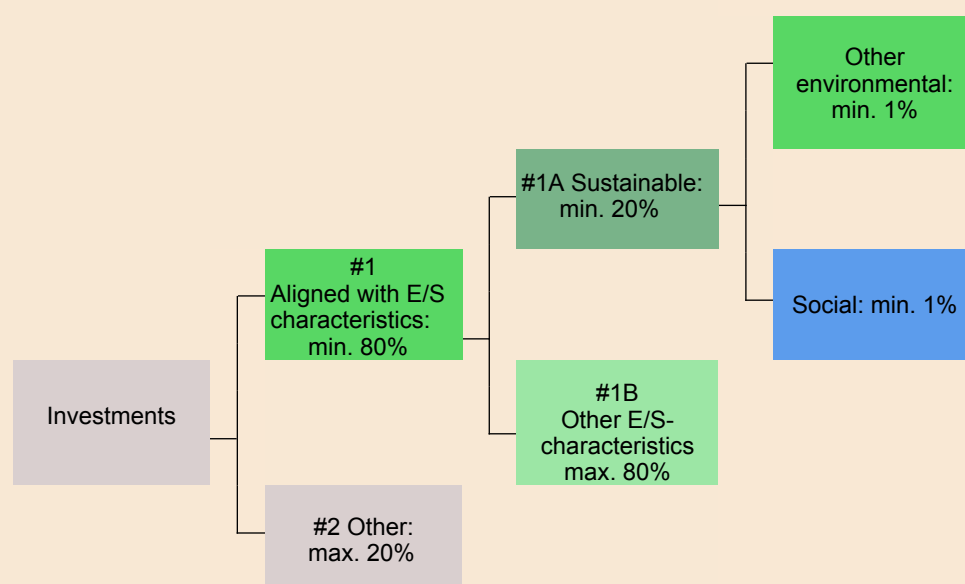 Investments
#1
Aligned with E/S
characteristics:
min. 80%
#2 Other:
max. 20%
#1A Sustainable:
min. 20%
#1B
Other E/S-
characteristics
max. 80%
Other
environmental:
min. 1%
Social: min. 1%